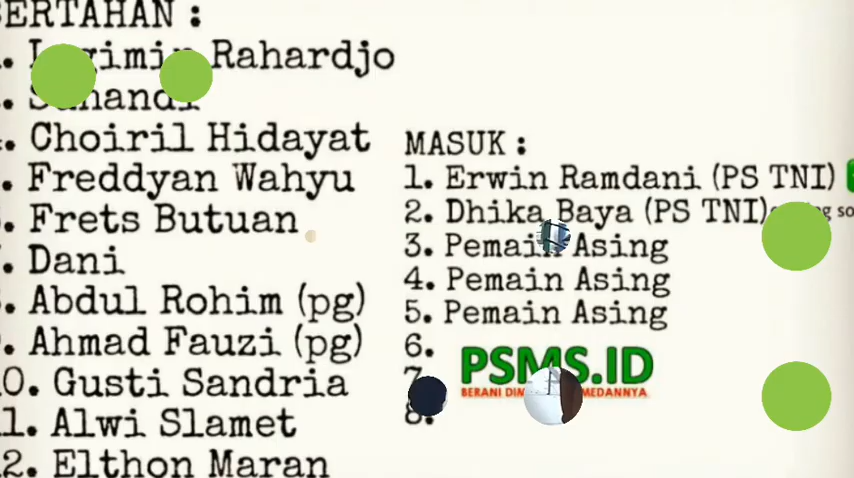 ERTAHAN :
Rahardjo
Choiril Hidayat
Freddyan Wahyu
Frets Butuan
Dani
Abdul Rohim (pg)
Ahmad Fauzi (pg)
0. Gusti Sandria
1. Alwi Slamet
2. Elthon Maran
MASUK :
1. Erwin Ramdani (PS TNI)
2. Dhika Baya (PS TNI)
3. Pemain Asing
4. Pemain Asing
5. Pemain Asing
6.
7.
8.
PSMS.ID
BERANI MEDANNYA